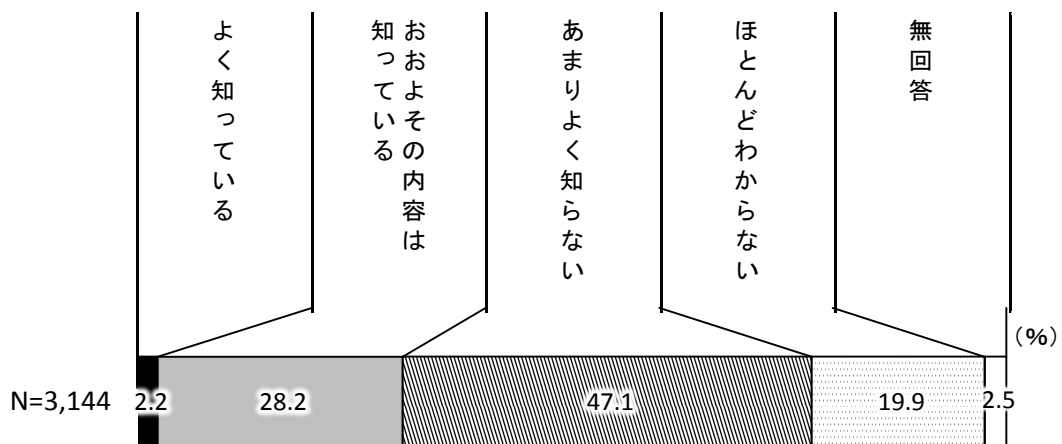 よく知っている
おおよその内容は
知っている
あまりよく知らない
ほとんどわからない
無回答
(%)
N=3,144
2.2
28.2
47.1
19.9
2.5